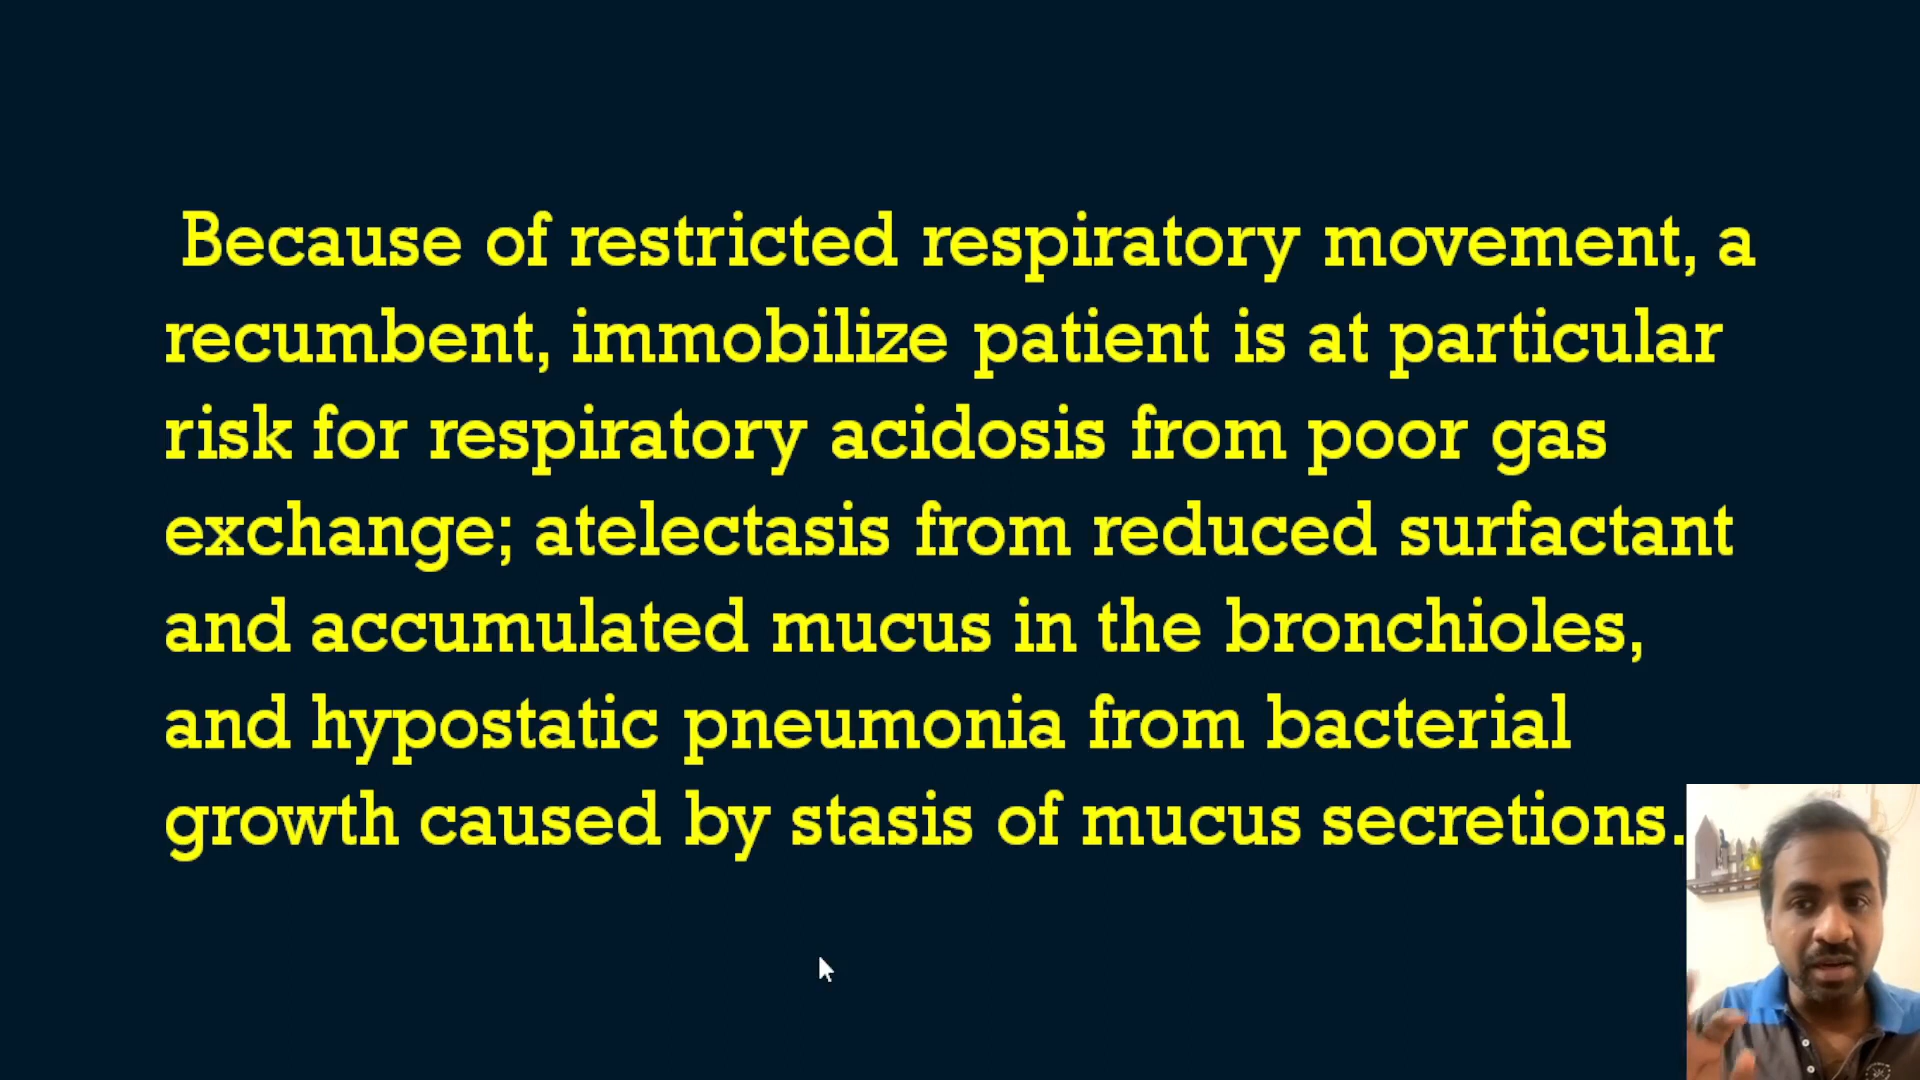 Because of restricted respiratory movement, a
recumbent, immobilize patient is at particular
risk for respiratory acidosis from poor gas
exchange; atelectasis from reduced surfactant
and accumulated mucus in the bronchioles,
and hypostatic pneumonia from bacterial
growth caused by stasis of mucus secretions.